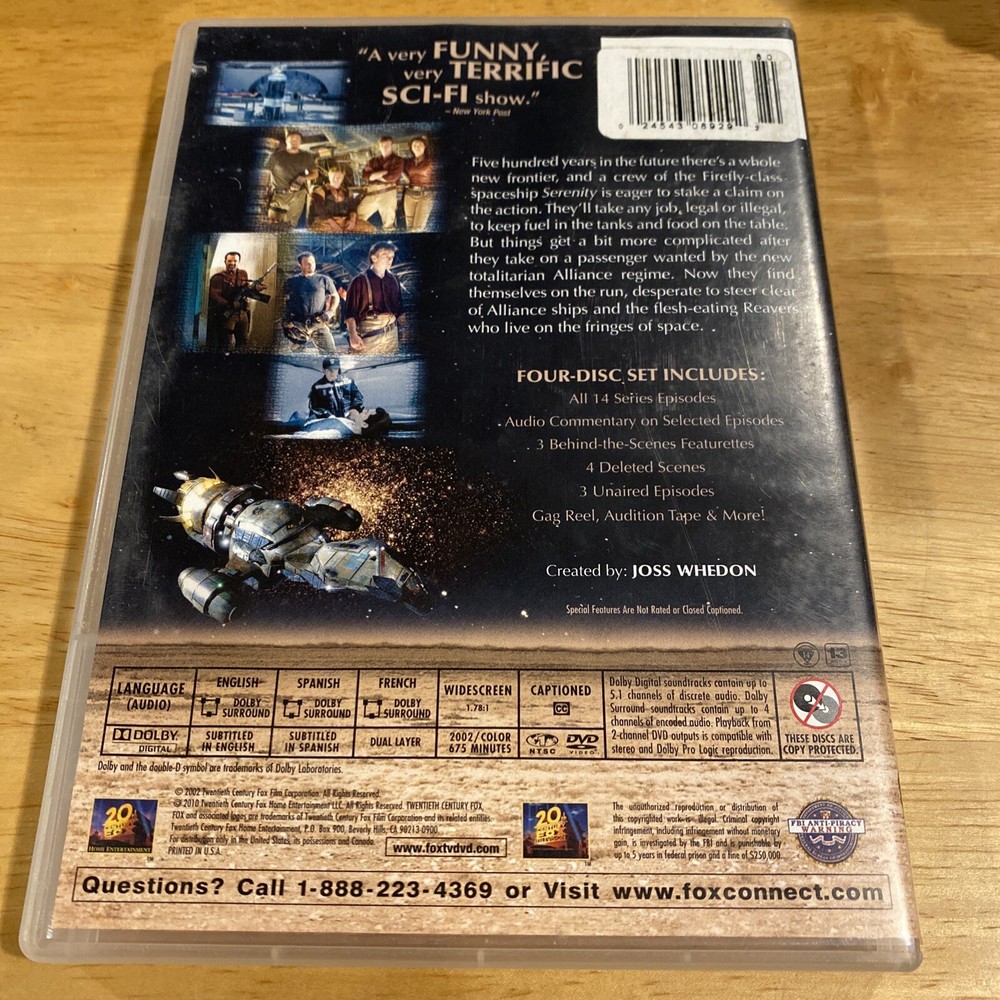 “A very FUNNY,
very TERRIFIC
SCI-FI show.”
– New York Post
0 24543 08929 3
Five hundred years in the future there's a whole
new frontier, and a crew of the Firefly-class
spaceship Serenity is eager to stake a claim on
the action. They'll take any job, legal or illegal,
to keep fuel in the tanks and food on the table.
But things get a bit more complicated after
they take on a passenger wanted by the new
totalitarian Alliance regime. Now they find
themselves on the run, desperate to steer clear
of Alliance ships and the flesh-eating Reavers
who live on the fringes of space. . .
FOUR-DISC SET INCLUDES:
All 14 Series Episodes
Audio Commentary on Selected Episodes
3 Behind-the-Scenes Featurettes
4 Deleted Scenes
3 Unaired Episodes
Gag Reel, Audition Tape & More!
Created by: JOSS WHEDON
Special Features Are Not Rated or Closed Captioned.
LANGUAGE
(AUDIO)
ENGLISH
DOLBY
SURROUND
SPANISH
DOLBY
SURROUND
FRENCH
DOLBY
SURROUND
WIDESCREEN
1.78:1
CAPTIONED
CC
DOLBY
DIGITAL
SUBTITLED
IN ENGLISH
SUBTITLED
IN SPANISH
DUAL LAYER
2002/COLOR
675 MINUTES
NTSC
DVD
VIDEO
Dolby Digital soundtracks contain up to
5.1 channels of discrete audio. Dolby
Surround soundtracks contain up to 4
channels of encoded audio. Playback from
2-channel DVD outputs is compatible with
stereo and Dolby Pro Logic reproduction.
THESE DISCS ARE
COPY PROTECTED.
Dolby and the double-D symbol are trademarks of Dolby Laboratories.
© 2002 Twentieth Century Fox Film Corporation. All Rights Reserved.
© 2010 Twentieth Century Fox Home Entertainment LLC. All Rights Reserved. TWENTIETH CENTURY FOX,
FOX and associated logos are trademarks of Twentieth Century Fox Film Corporation and its related entities.
Twentieth Century Fox Home Entertainment, P.O. Box 900, Beverly Hills, CA 90213-0900.
For distribution only in the United States, its possessions and Canada.
PRINTED IN U.S.A.
www.foxtvdvd.com
HOME ENTERTAINMENT
The unauthorized reproduction or distribution of
this copyrighted work is illegal. Criminal copyright
infringement, including infringement without monetary
gain, is investigated by the FBI and is punishable by
up to 5 years in federal prison and a fine of $250,000.
FBI ANTI-PIRACY
WARNING
Questions? Call 1-888-223-4369 or Visit www.foxconnect.com